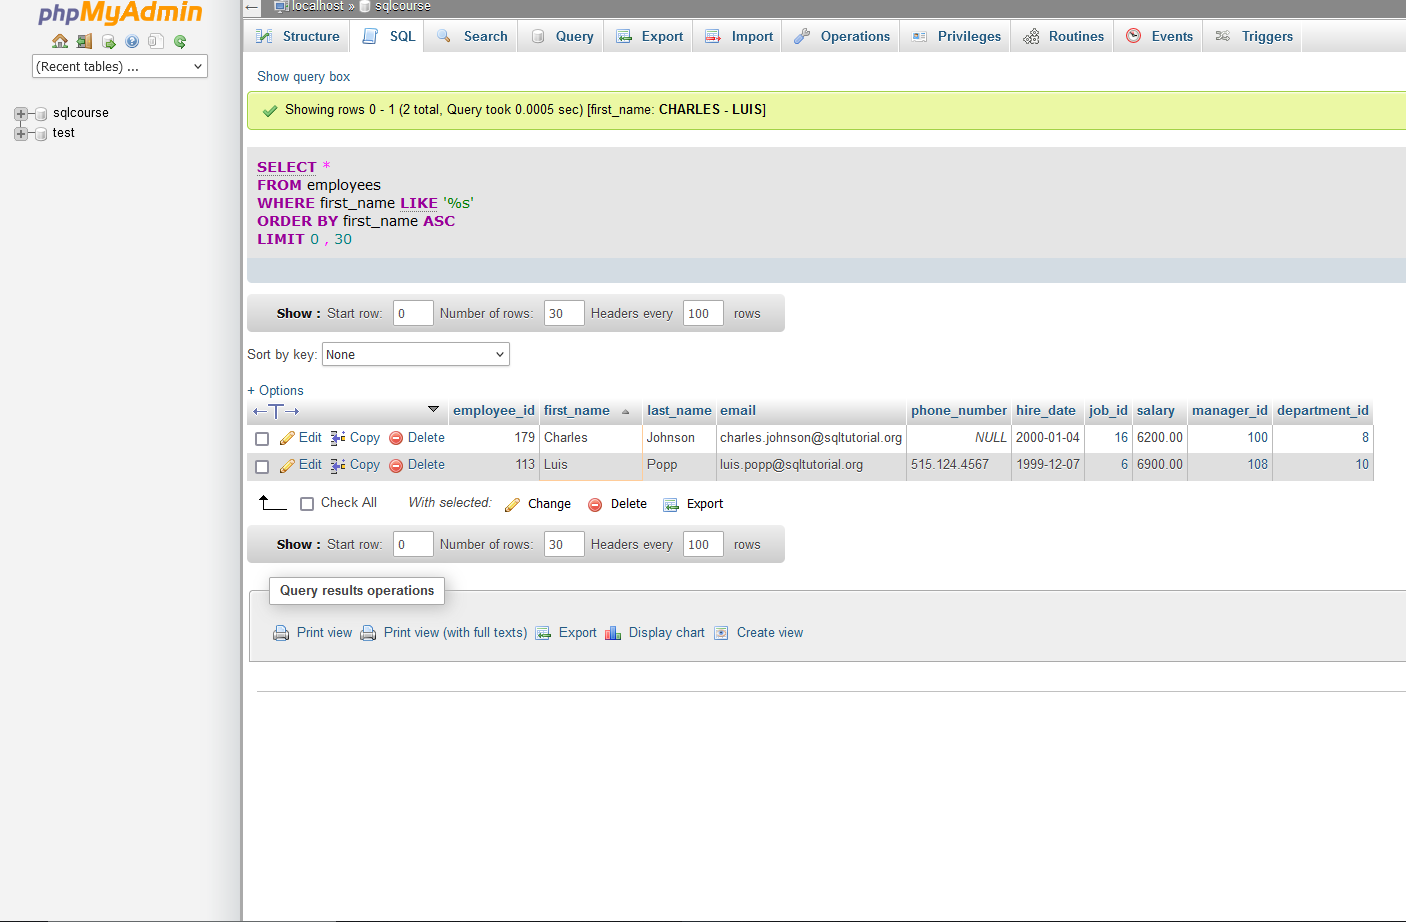 phpMyAdmin
(Recent tables) ...
sqlcourse
test
localhost » sqlcourse
Structure SQL Search Query Export Import Operations Privileges Routines Events Triggers
Show query box
Showing rows 0 - 1 (2 total, Query took 0.0005 sec) [first_name: CHARLES - LUIS]
SELECT *
FROM employees
WHERE first_name LIKE '%s'
ORDER BY first_name ASC
LIMIT 0 , 30
Show : Start row: 0 Number of rows: 30 Headers every 100 rows
Sort by key: None
+ Options
←T→ employee_id first_name last_name email phone_number hire_date job_id salary manager_id department_id
Edit Copy Delete 179 Charles Johnson charles.johnson@sqltutorial.org NULL 2000-01-04 16 6200.00 100 8
Edit Copy Delete 113 Luis Popp luis.popp@sqltutorial.org 515.124.4567 1999-12-07 6 6900.00 108 10
Check All With selected: Change Delete Export
Show : Start row: 0 Number of rows: 30 Headers every 100 rows
Query results operations
Print view Print view (with full texts) Export Display chart Create view